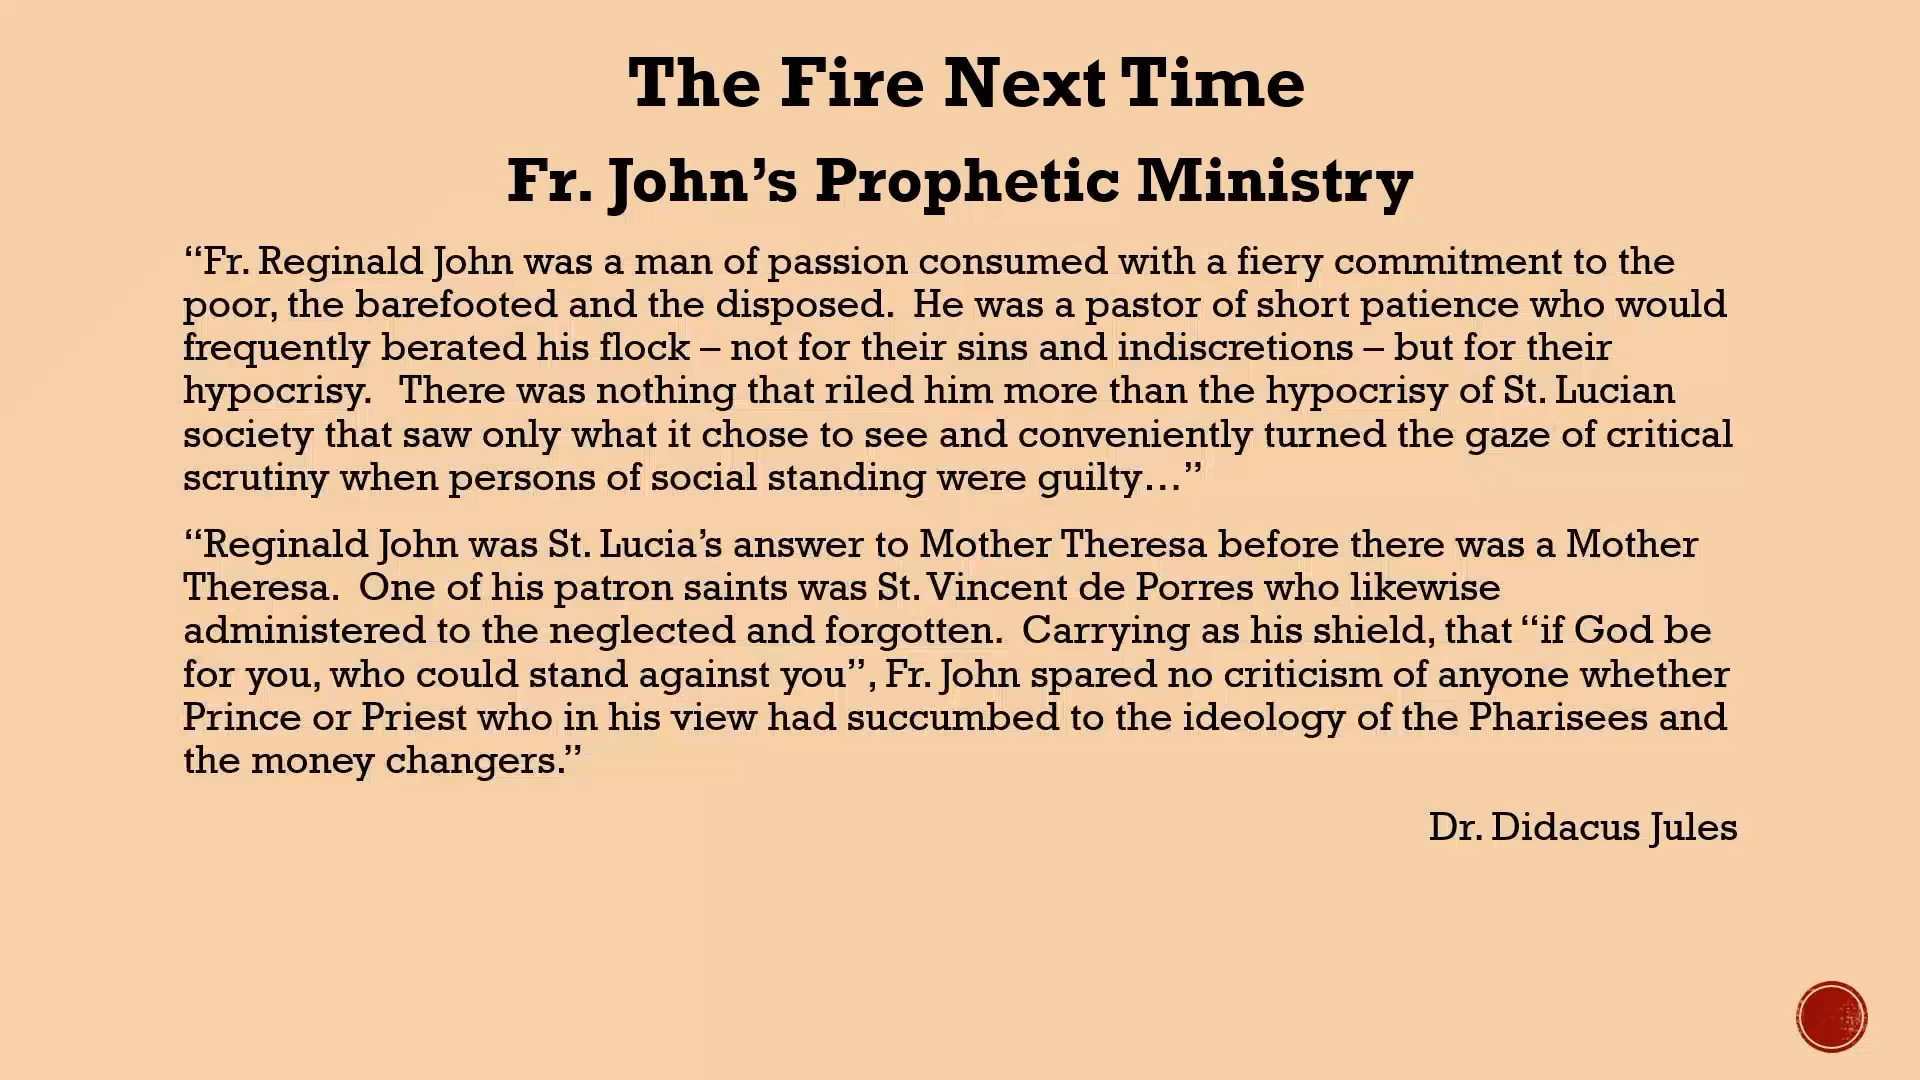 The Fire Next Time
Fr. John’s Prophetic Ministry
“Fr. Reginald John was a man of passion consumed with a fiery commitment to the
poor, the barefooted and the disposed.  He was a pastor of short patience who would
frequently berated his flock – not for their sins and indiscretions – but for their
hypocrisy.   There was nothing that riled him more than the hypocrisy of St. Lucian
society that saw only what it chose to see and conveniently turned the gaze of critical
scrutiny when persons of social standing were guilty…”
“Reginald John was St. Lucia’s answer to Mother Theresa before there was a Mother
Theresa.  One of his patron saints was St. Vincent de Porres who likewise
administered to the neglected and forgotten.  Carrying as his shield, that “if God be
for you, who could stand against you”, Fr. John spared no criticism of anyone whether
Prince or Priest who in his view had succumbed to the ideology of the Pharisees and
the money changers.”
Dr. Didacus Jules